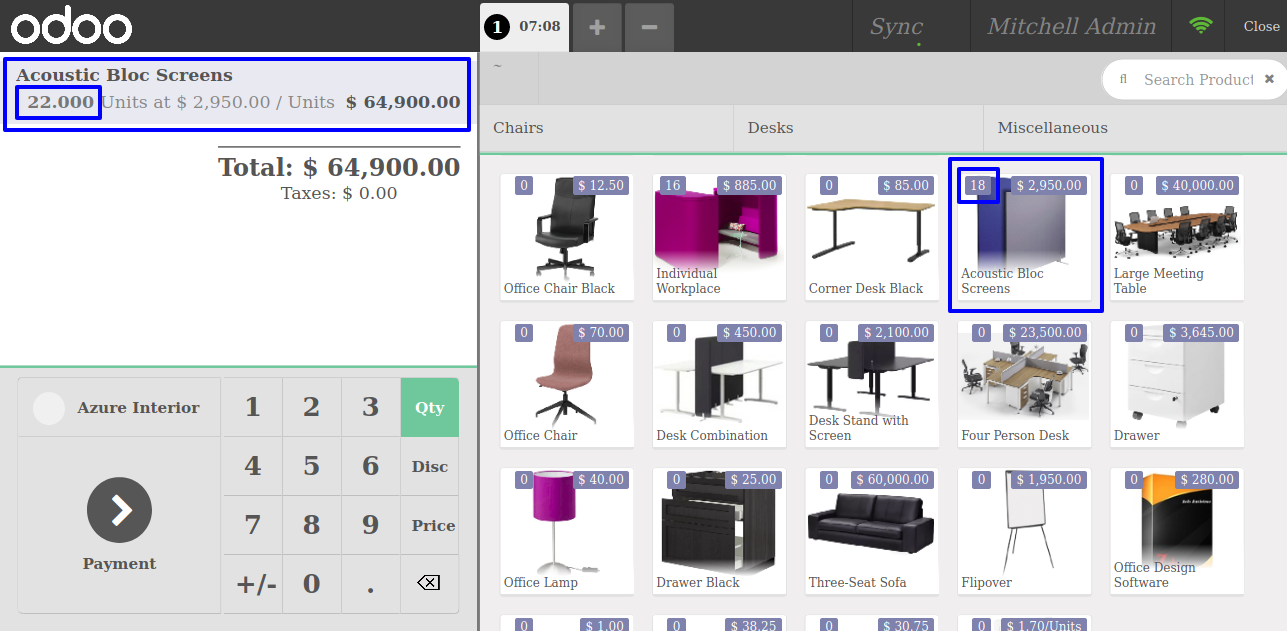 odoo
1 07:08
+
−
Sync
Mitchell Admin
Close
Acoustic Bloc Screens
22.000 Units at $ 2,950.00 / Units $ 64,900.00
Total: $ 64,900.00
Taxes: $ 0.00
~
Search Product
Chairs
Desks
Miscellaneous
0 $ 12.50
Office Chair Black
16 $ 885.00
Individual
Workplace
0 $ 85.00
Corner Desk Black
18 $ 2,950.00
Acoustic Bloc
Screens
0 $ 40,000.00
Large Meeting
Table
0 $ 70.00
Office Chair
0 $ 450.00
Desk Combination
0 $ 2,100.00
Desk Stand with
Screen
0 $ 23,500.00
Four Person Desk
0 $ 3,645.00
Drawer
0 $ 40.00
Office Lamp
0 $ 25.00
Drawer Black
0 $ 60,000.00
Three-Seat Sofa
0 $ 1,950.00
Flipover
0 $ 280.00
Office Design
Software
0 $ 1.00
0 $ 38.25
0 $ 30.75
0 $ 1.70/Units
Azure Interior
Payment
1 2 3 Qty
4 5 6 Disc
7 8 9 Price
+/- 0 .